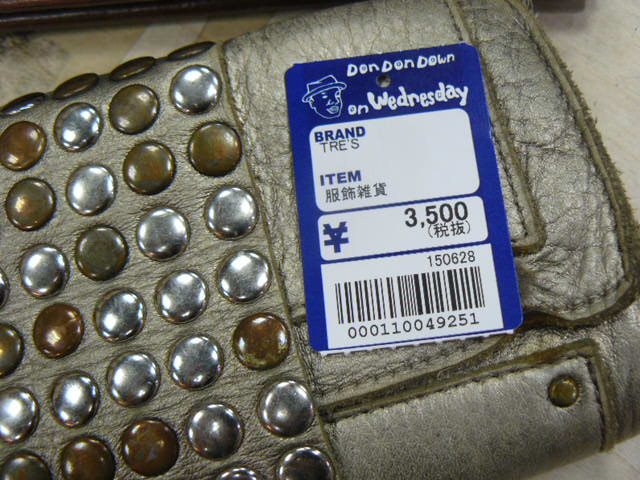 Don Don Down
on Wednesday
BRAND
TRE'S
ITEM
服飾雑貨
¥ 3,500
(税抜)
150628
000110049251